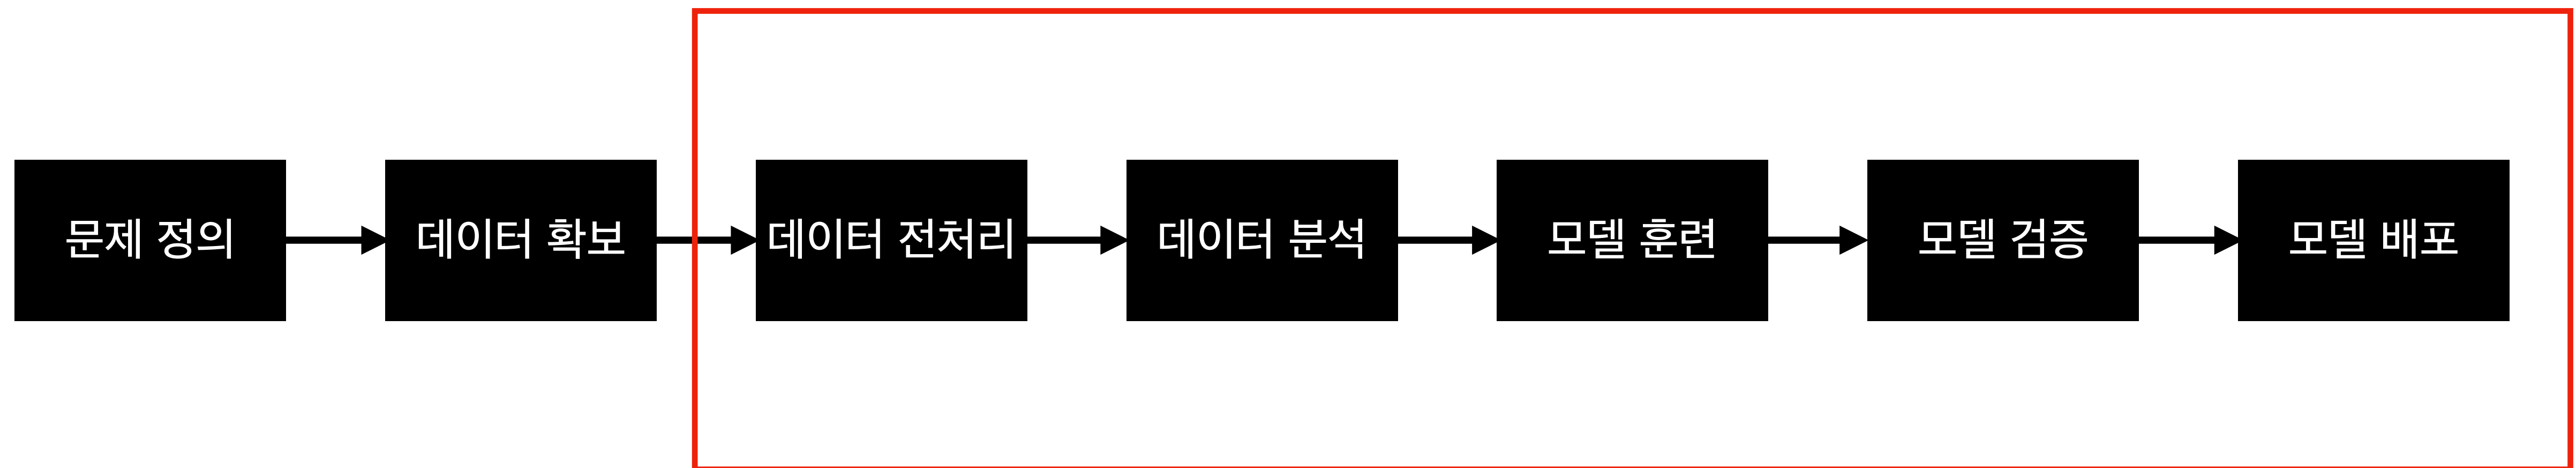 문제 정의
데이터 확보
데이터 전처리
데이터 분석
모델 훈련
모델 검증
모델 배포